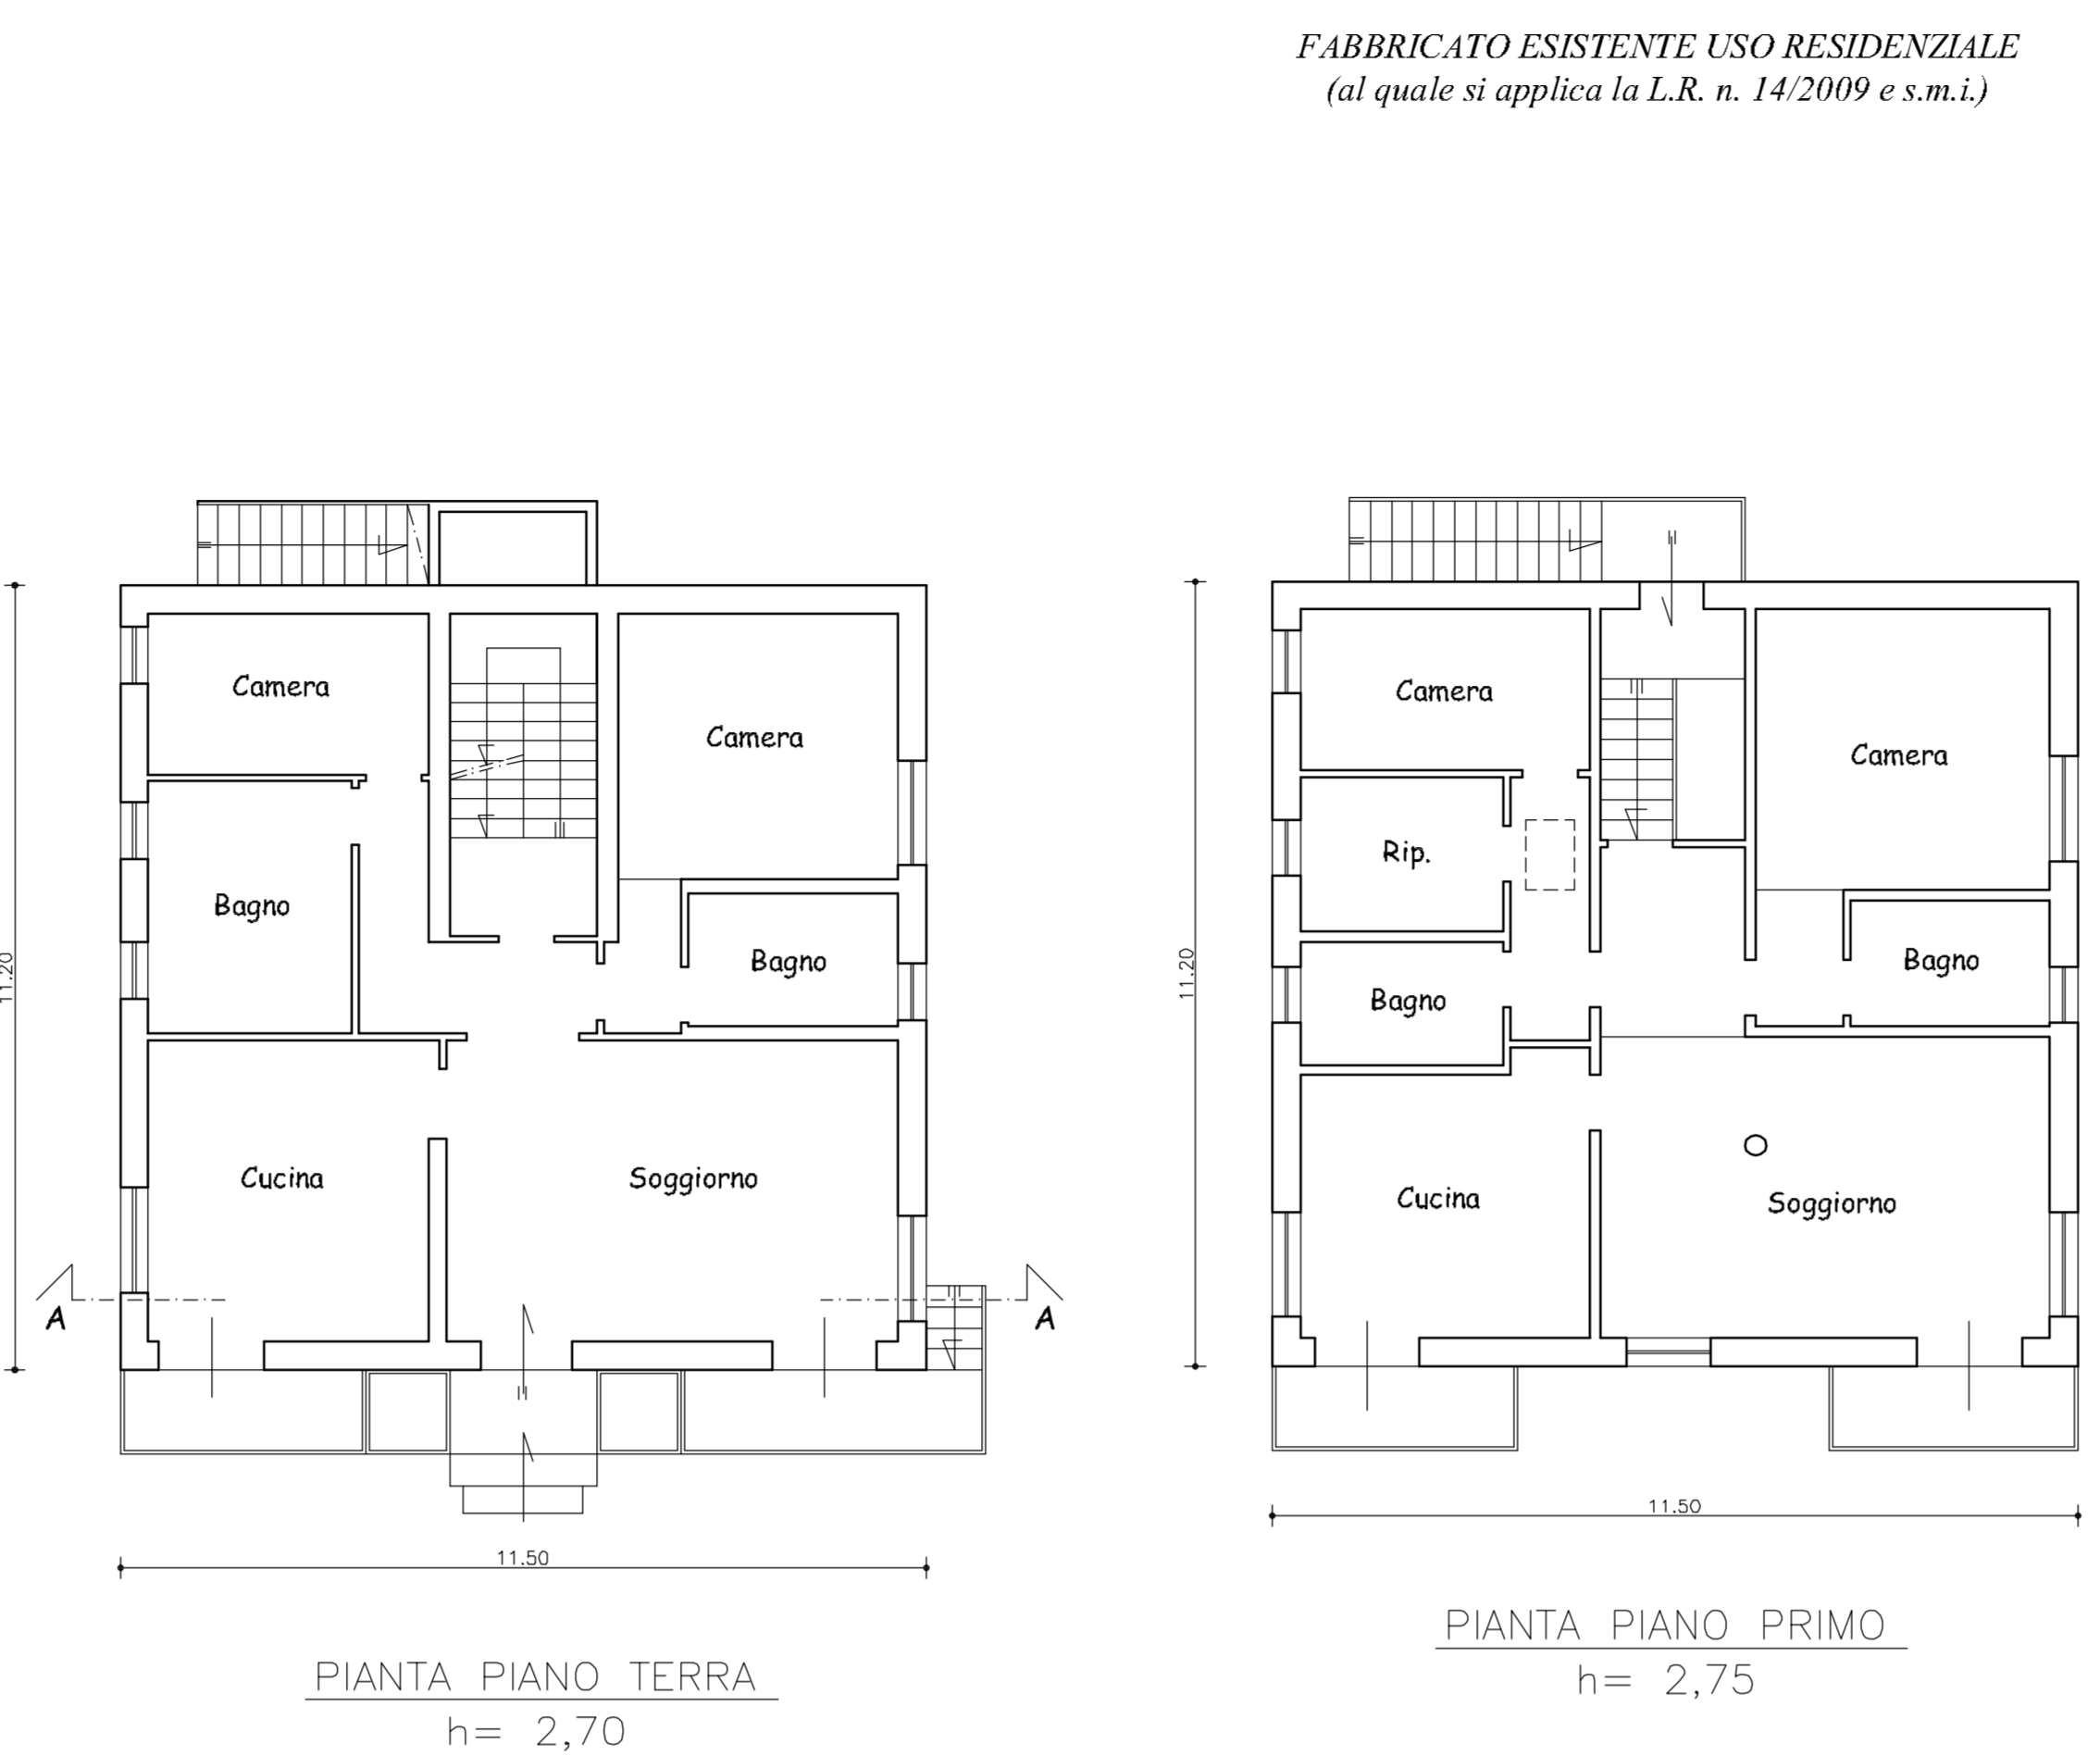 FABBRICATO ESISTENTE USO RESIDENZIALE
(al quale si applica la L.R. n. 14/2009 e s.m.i.)
Camera
Camera
Bagno
Bagno
Cucina
Soggiorno
A
A
11.20
11.50
PIANTA PIANO TERRA
h= 2,70
Camera
Camera
Rip.
Bagno
Bagno
Cucina
Soggiorno
11.20
11.50
PIANTA PIANO PRIMO
h= 2,75